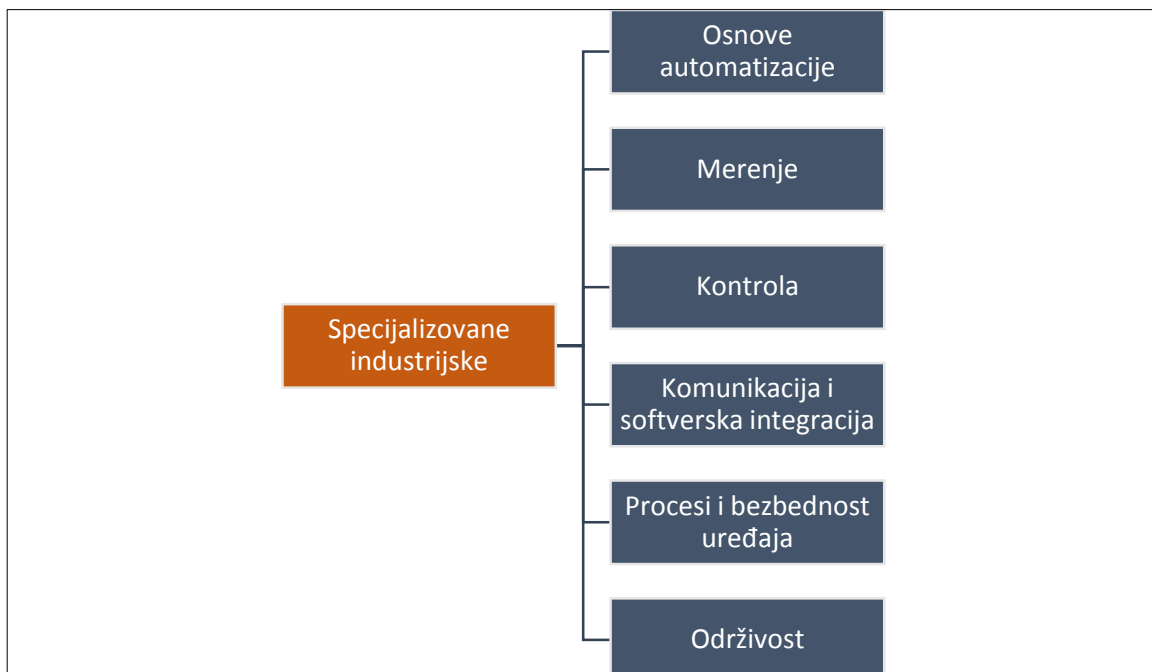 Osnove
automatizacije
Merenje
Kontrola
Specijalizovane
industrijske
Komunikacija i
softverska integracija
Procesi i bezbednost
uređaja
Održivost